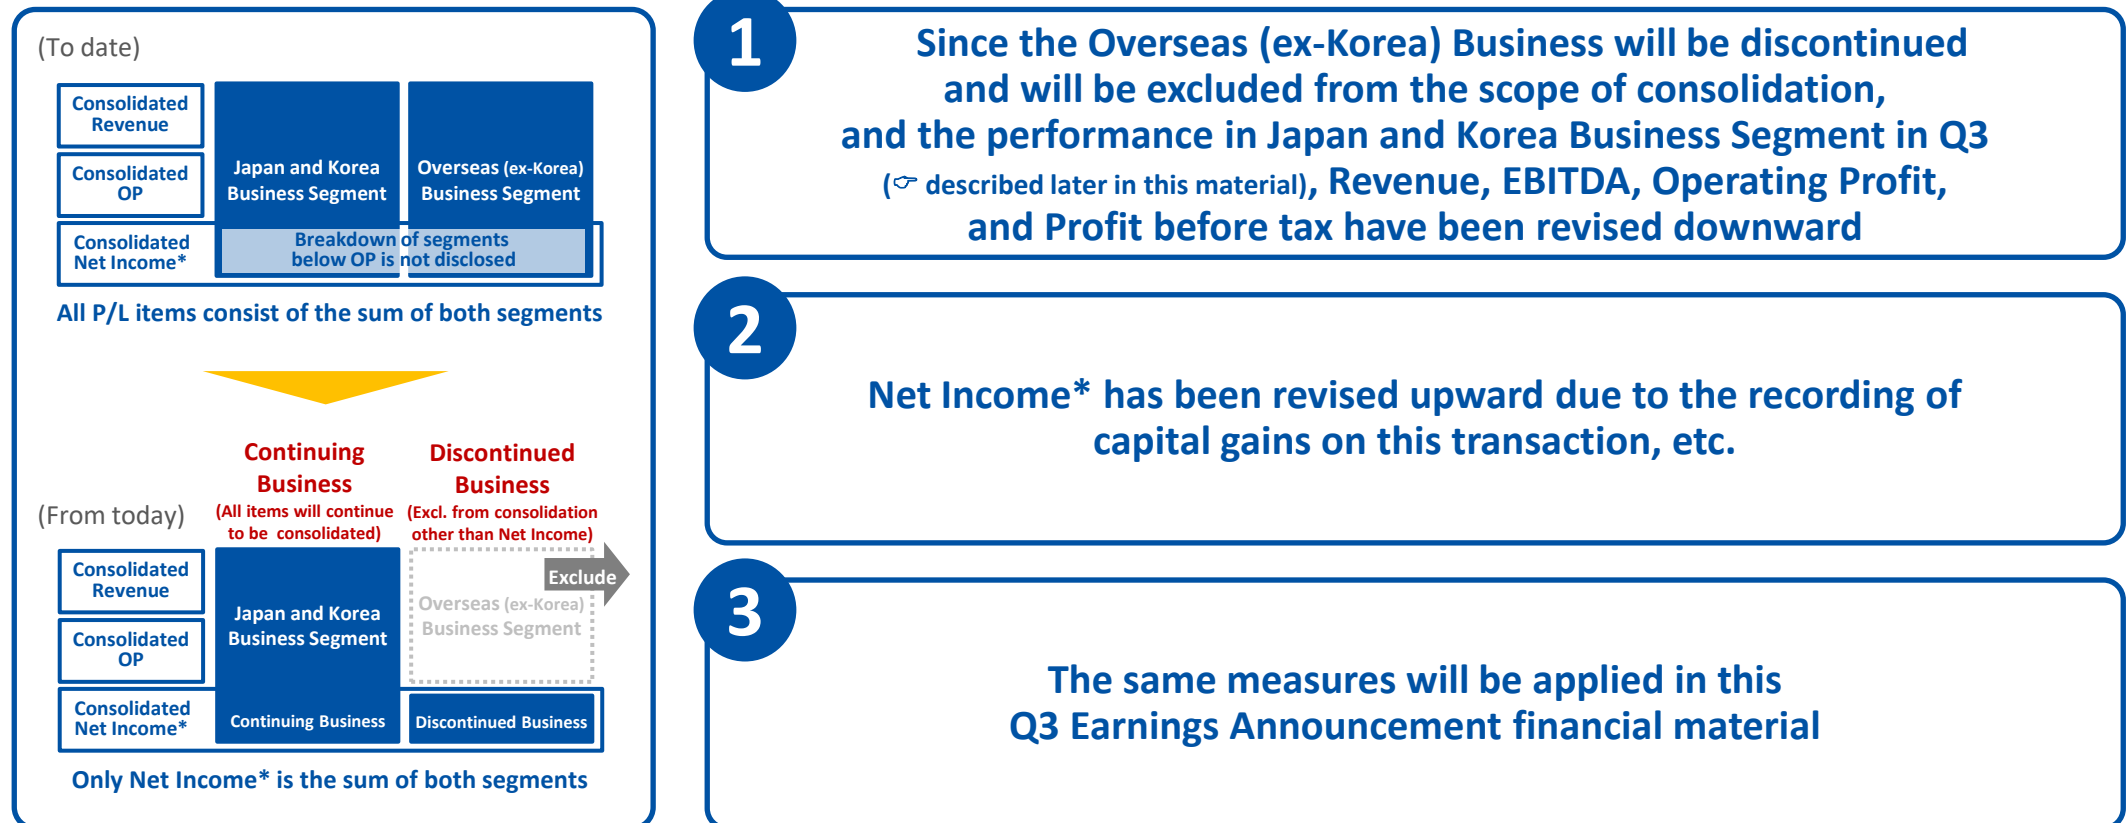 (To date)
Consolidated
Revenue
Consolidated
OP
Japan and Korea
Business Segment
Overseas (ex-Korea)
Business Segment
Consolidated
Net Income*
Breakdown of segments
below OP is not disclosed
All P/L items consist of the sum of both segments
Continuing
Business
(All items will continue
to be consolidated)
Discontinued
Business
(Excl. from consolidation
other than Net Income)
(From today)
Consolidated
Revenue
Consolidated
OP
Japan and Korea
Business Segment
Exclude
Overseas (ex-Korea)
Business Segment
Consolidated
Net Income*
Continuing Business
Discontinued Business
Only Net Income* is the sum of both segments
1
Since the Overseas (ex-Korea) Business will be discontinued
and will be excluded from the scope of consolidation,
and the performance in Japan and Korea Business Segment in Q3
(☞ described later in this material), Revenue, EBITDA, Operating Profit,
and Profit before tax have been revised downward
2
Net Income* has been revised upward due to the recording of
capital gains on this transaction, etc.
3
The same measures will be applied in this
Q3 Earnings Announcement financial material